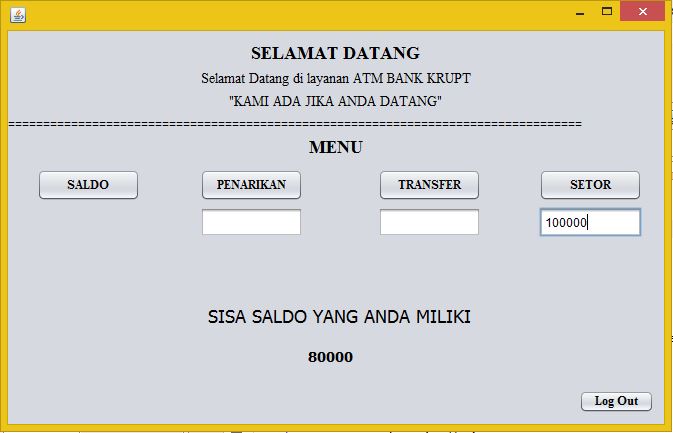 SELAMAT DATANG
Selamat Datang di layanan ATM BANK KRUPT
"KAMI ADA JIKA ANDA DATANG"
==================================================================================
MENU
SALDO PENARIKAN TRANSFER SETOR
100000
SISA SALDO YANG ANDA MILIKI
80000
Log Out